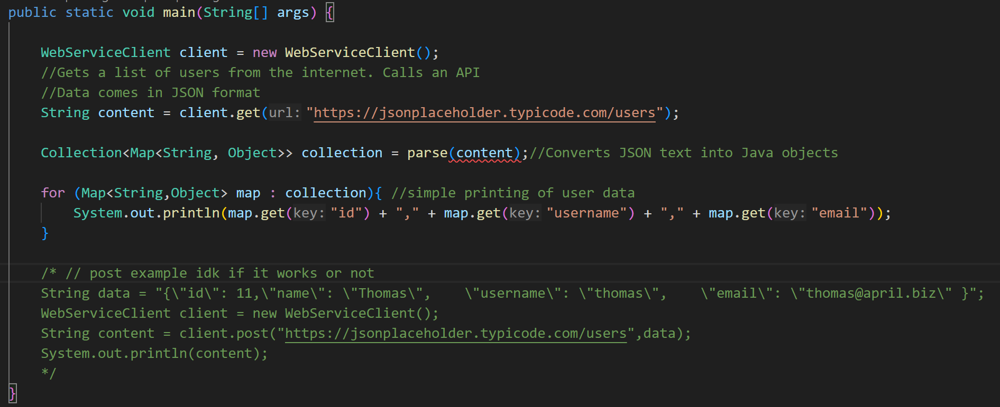 public static void main(String[] args) {
WebServiceClient client = new WebServiceClient();
//Gets a list of users from the internet. Calls an API
//Data comes in JSON format
String content = client.get(url: "https://jsonplaceholder.typicode.com/users");
Collection<Map<String, Object>> collection = parse(content);//Converts JSON text into Java objects
for (Map<String,Object> map : collection){ //simple printing of user data
System.out.println(map.get(key: "id") + "," + map.get(key: "username") + "," + map.get(key: "email"));
}
/* // post example idk if it works or not
String data = "{\"id\": 11,\"name\": \"Thomas\",    \"username\": \"thomas\",    \"email\": \"thomas@april.biz\" }";
WebServiceClient client = new WebServiceClient();
String content = client.post("https://jsonplaceholder.typicode.com/users",data);
System.out.println(content);
*/
}